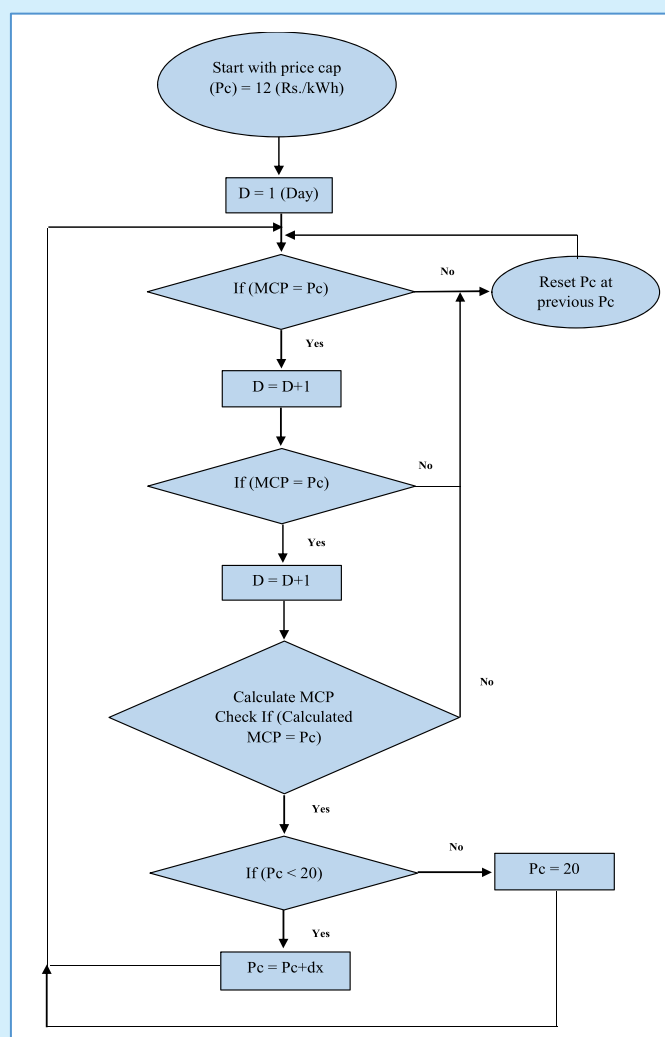 Start with price cap
(Pc) = 12 (Rs./kWh)
D = 1 (Day)
If (MCP = Pc)
No
Reset Pc at
previous Pc
Yes
D = D+1
If (MCP = Pc)
No
Yes
D = D+1
Calculate MCP
Check If (Calculated
MCP = Pc)
No
Yes
If (Pc < 20)
No
Pc = 20
Yes
Pc = Pc+dx